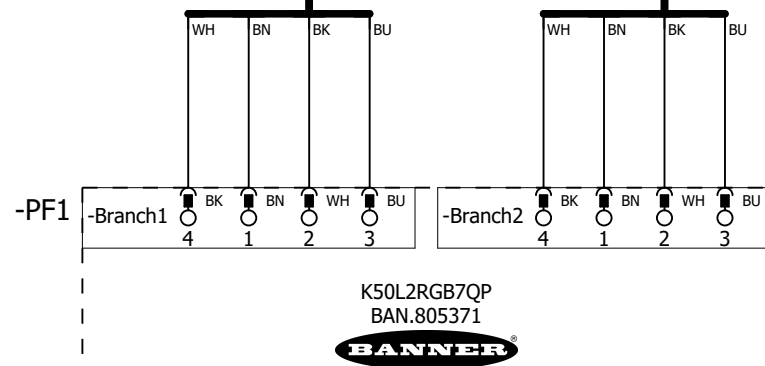 WH BN BK BU WH BN BK BU
-PF1 -Branch1 BK BN WH BU -Branch2 BK BN WH BU
4 1 2 3 4 1 2 3
K50L2RGB7QP
BAN.805371
BANNER®